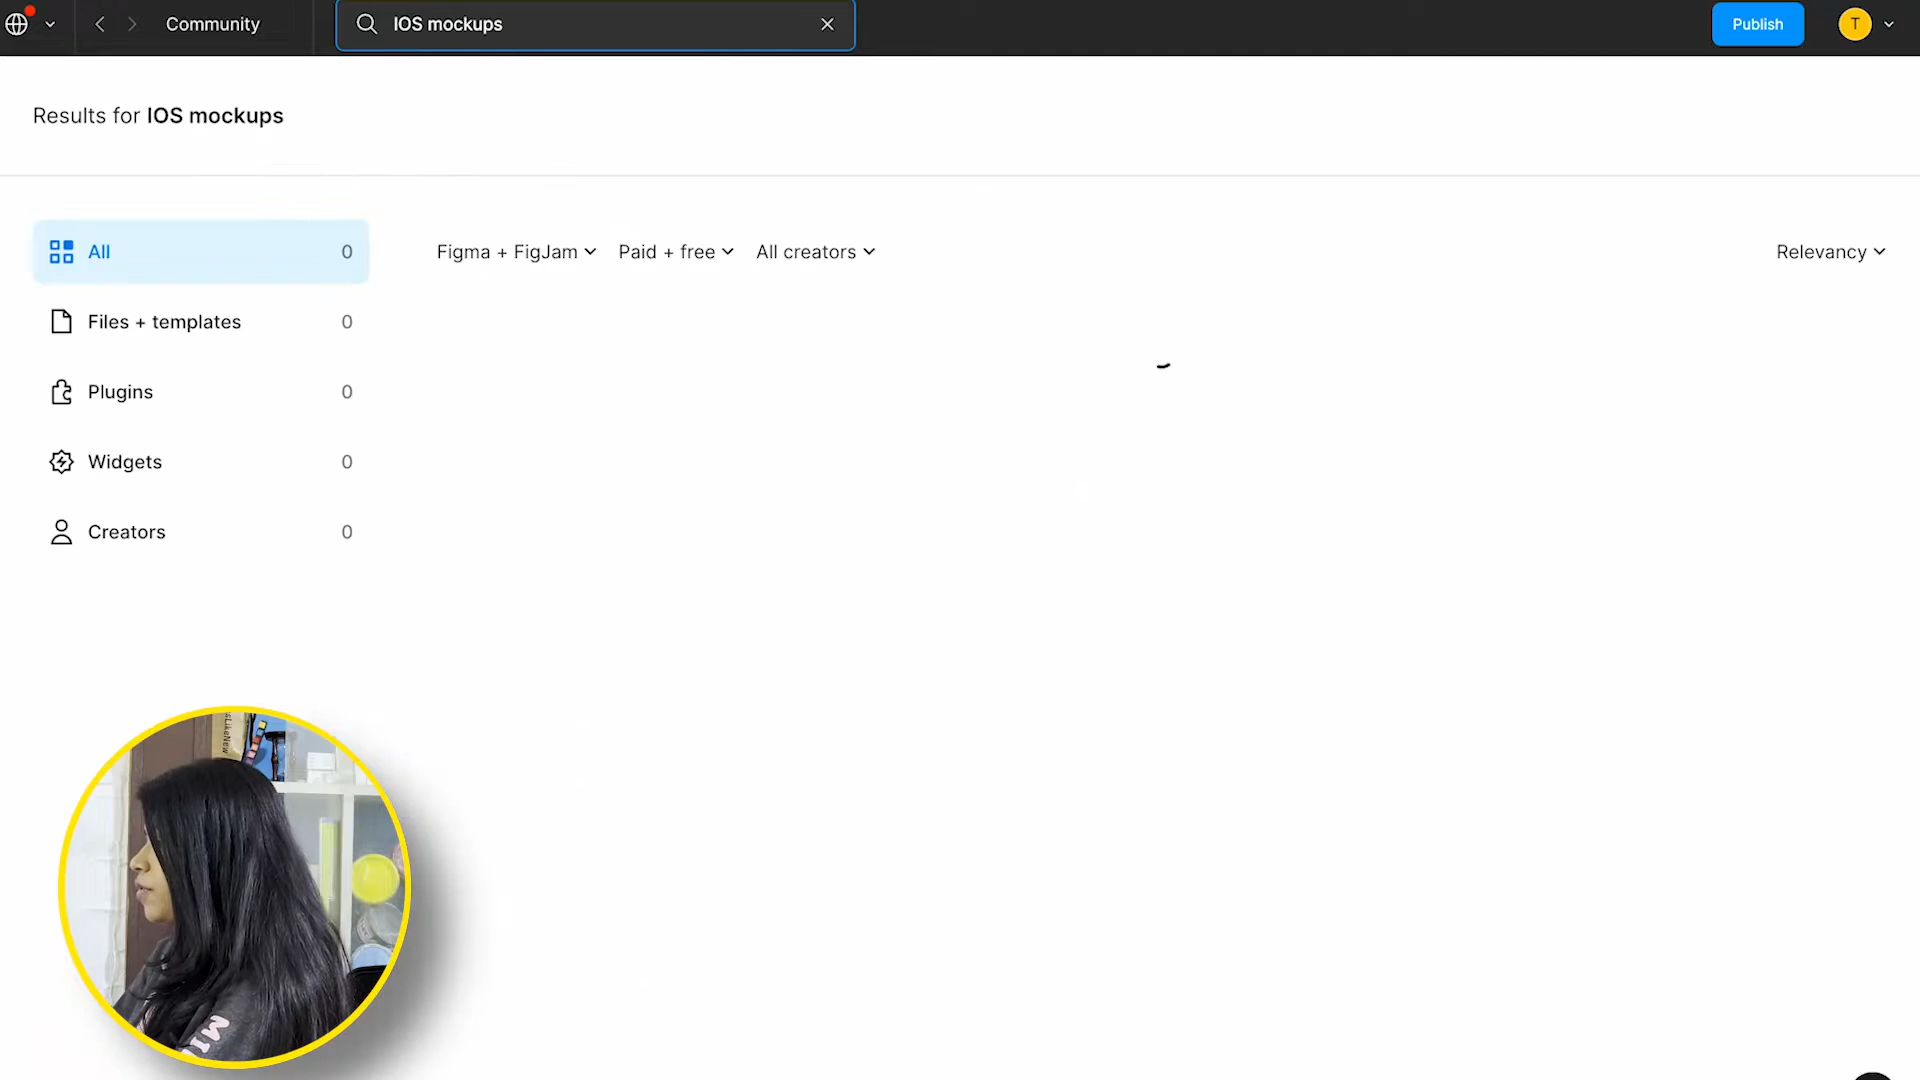 Community
IOS mockups
Publish
T
Results for IOS mockups
All 0
Figma + FigJam
Paid + free
All creators
Relevancy
Files + templates 0
Plugins 0
Widgets 0
Creators 0